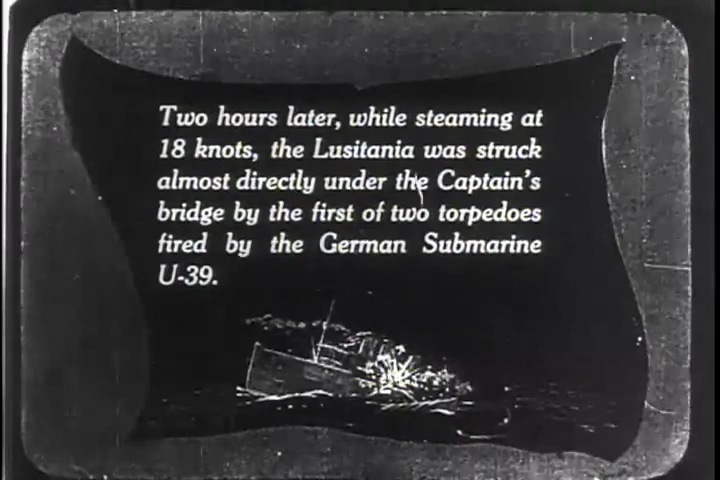 Two hours later, while steaming at
18 knots, the Lusitania was struck
almost directly under the Captain's
bridge by the first of two torpedoes
fired by the German Submarine
U-39.